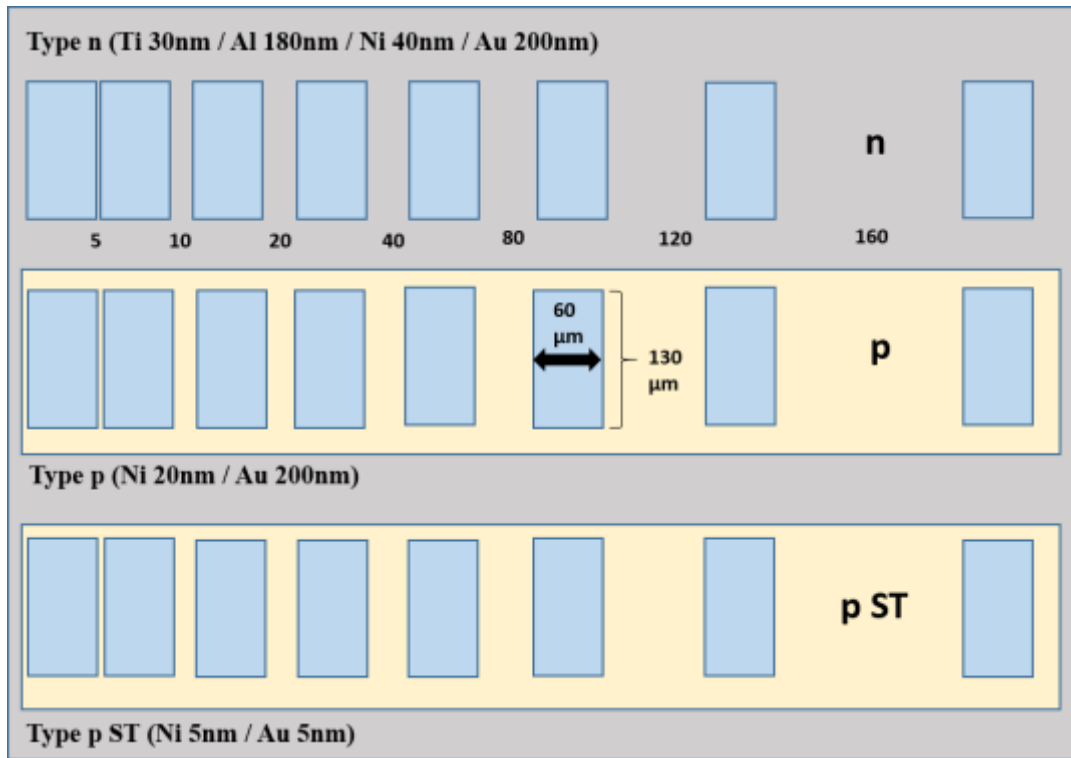 Type n (Ti 30nm / Al 180nm / Ni 40nm / Au 200nm)
n
5 10 20 40 80 120 160
60
μm
130
μm
p
Type p (Ni 20nm / Au 200nm)
p ST
Type p ST (Ni 5nm / Au 5nm)